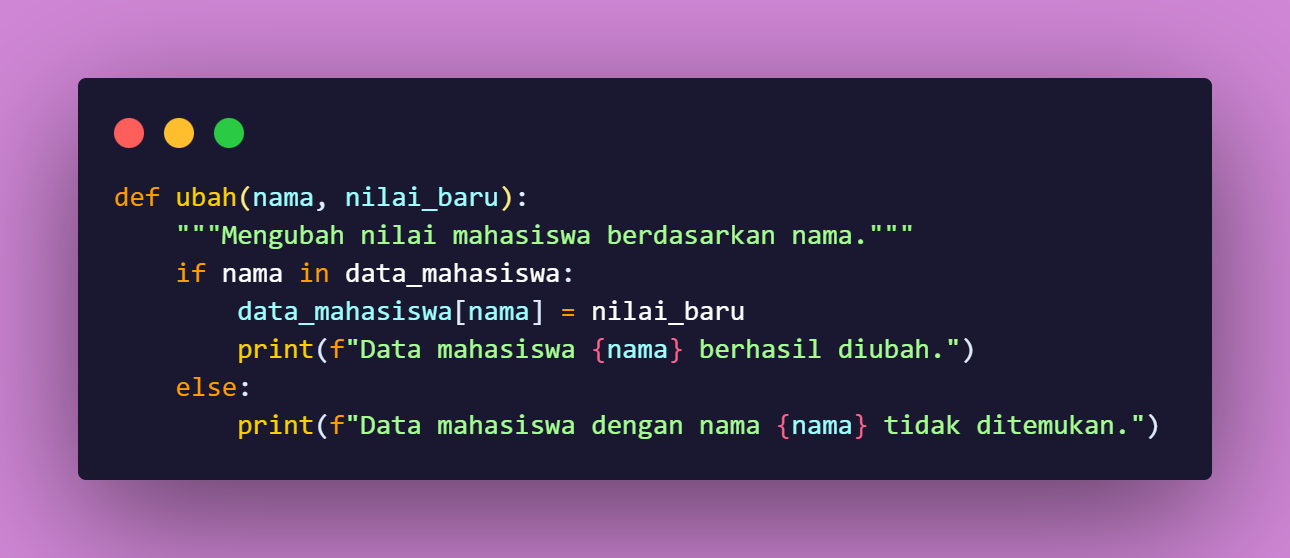 def ubah(nama, nilai_baru):
    """Mengubah nilai mahasiswa berdasarkan nama."""
    if nama in data_mahasiswa:
        data_mahasiswa[nama] = nilai_baru
        print(f"Data mahasiswa {nama} berhasil diubah.")
    else:
        print(f"Data mahasiswa dengan nama {nama} tidak ditemukan.")